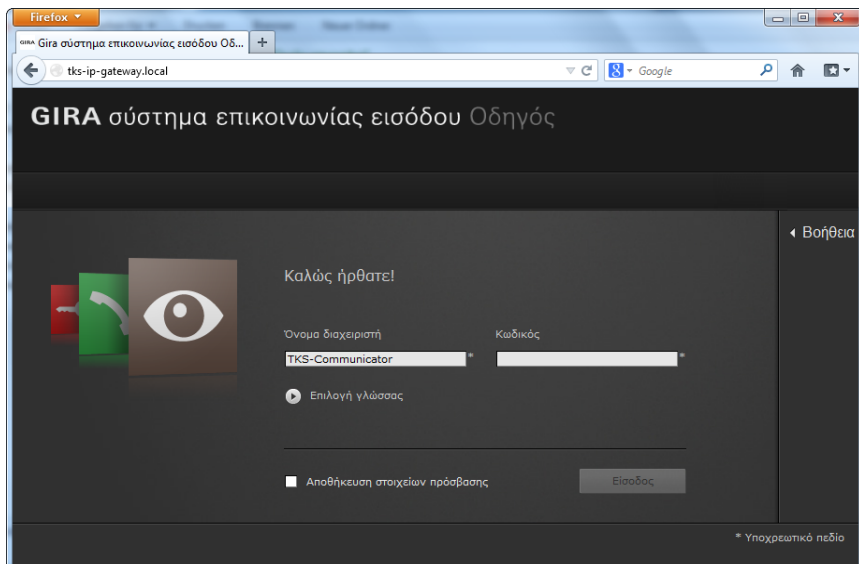 Firefox
GIRA Gira σύστημα επικοινωνίας εισόδου Οδ...
tks-ip-gateway.local
Google
GIRA σύστημα επικοινωνίας εισόδου Οδηγός
Βοήθεια
Καλώς ήρθατε!
Όνομα διαχειριστή Κωδικός
TKS-Communicator * *
Επιλογή γλώσσας
Αποθήκευση στοιχείων πρόσβασης Είσοδος
* Υποχρεωτικό πεδίο